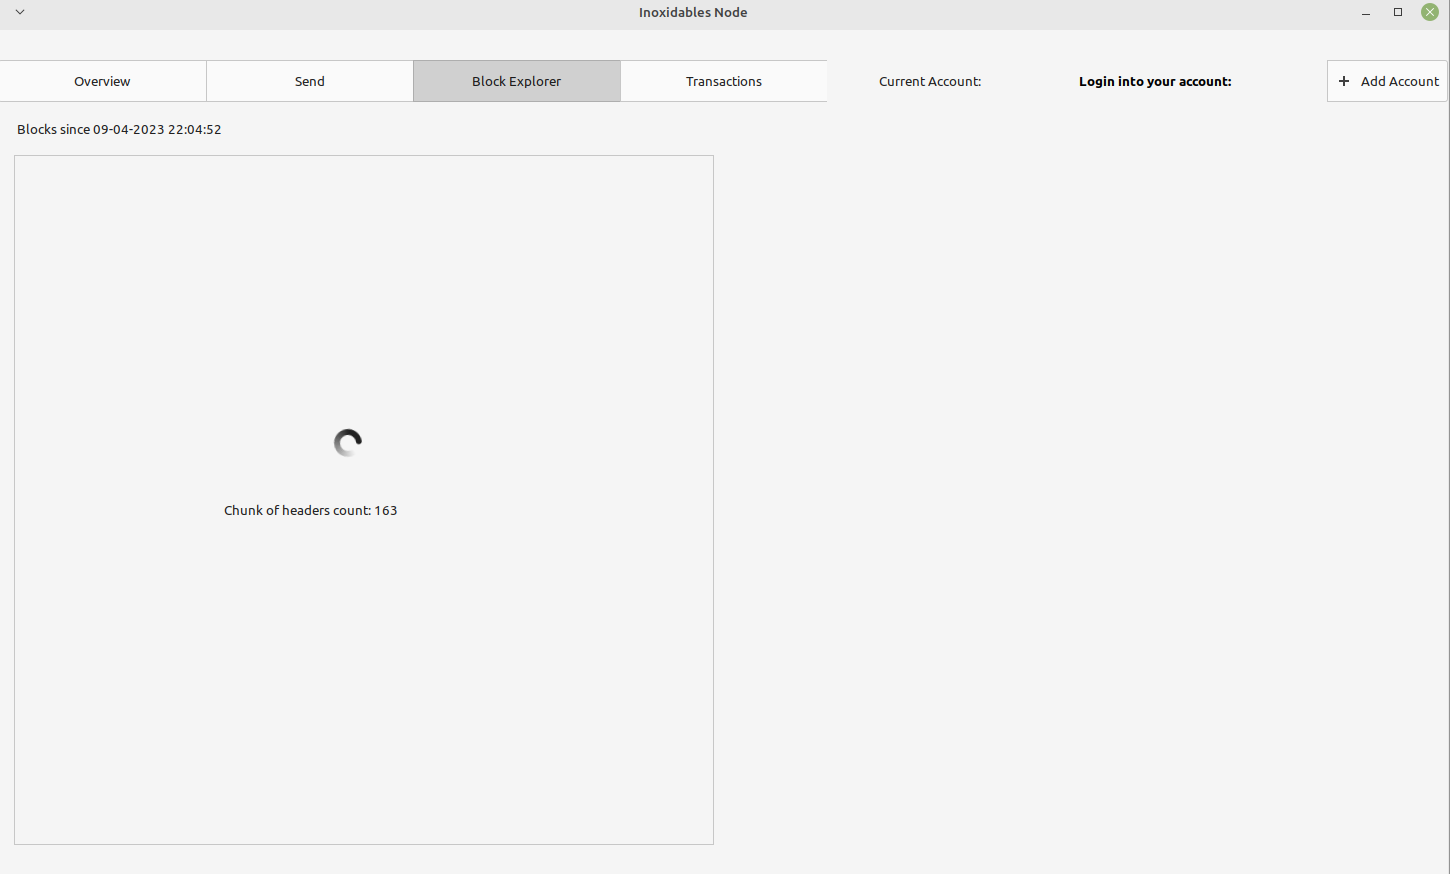 Inoxidables Node
Overview Send Block Explorer Transactions Current Account: Login into your account: + Add Account
Blocks since 09-04-2023 22:04:52
Chunk of headers count: 163